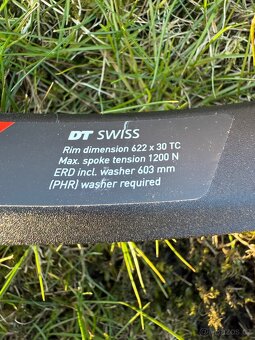 DT SWISS
Rim dimension 622 x 30 TC
Max. spoke tension 1200 N
ERD incl. washer 603 mm
(PHR) washer required